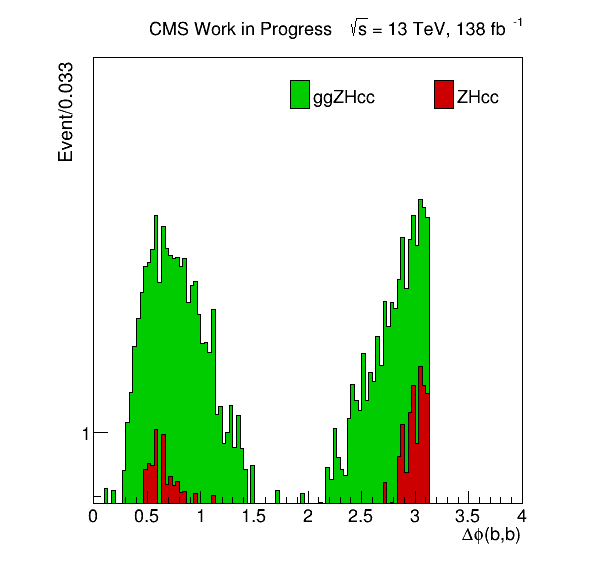 CMS Work in Progress √s = 13 TeV, 138 fb -1
Event/0.033
ggZHcc ZHcc
1
0 0.5 1 1.5 2 2.5 3 3.5 4
Δϕ(b,b)